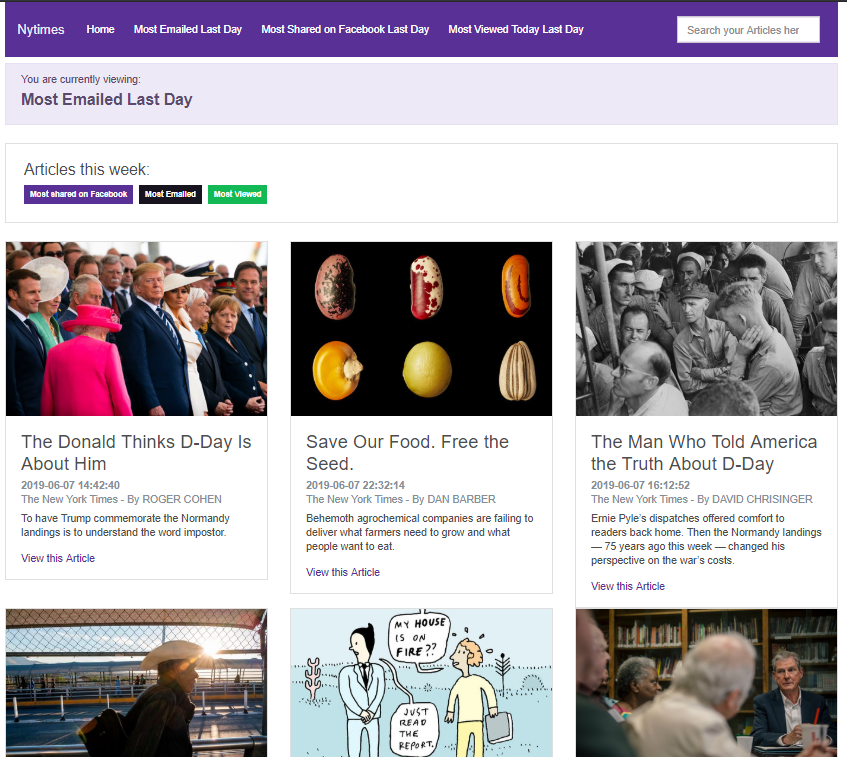 Nytimes Home Most Emailed Last Day Most Shared on Facebook Last Day Most Viewed Today Last Day Search your Articles her
You are currently viewing:
Most Emailed Last Day
Articles this week:
Most shared on Facebook Most Emailed Most Viewed
The Donald Thinks D-Day Is
About Him
2019-06-07 14:42:40
The New York Times - By ROGER COHEN
To have Trump commemorate the Normandy
landings is to understand the word impostor.
View this Article
Save Our Food. Free the
Seed.
2019-06-07 22:32:14
The New York Times - By DAN BARBER
Behemoth agrochemical companies are failing to
deliver what farmers need to grow and what
people want to eat.
View this Article
The Man Who Told America
the Truth About D-Day
2019-06-07 16:12:52
The New York Times - By DAVID CHRISINGER
Ernie Pyle's dispatches offered comfort to
readers back home. Then the Normandy landings
— 75 years ago this week — changed his
perspective on the war's costs.
View this Article
MY HOUSE
IS ON
FIRE??
JUST
READ
THE
REPORT.